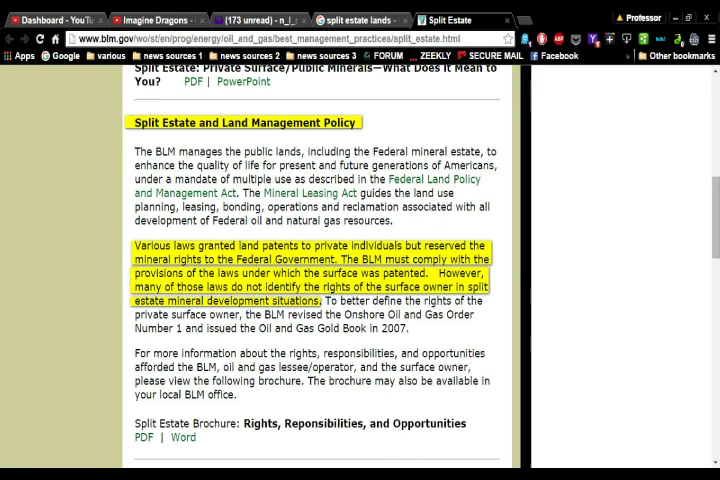 Dashboard - YouTu
Imagine Dragons -
(173 unread) - n_l_
split estate lands -
Split Estate
Professor
www.blm.gov/wo/st/en/prog/energy/oil_and_gas/best_management_practices/split_estate.html
Apps
Google
various
news sources 1
news sources 2
news sources 3
FORUM
ZEEKLY
SECURE MAIL
Facebook
»
Other bookmarks
Split Estate: Private Surface/Public Minerals—What Does It Mean to
You? PDF | PowerPoint
Split Estate and Land Management Policy
The BLM manages the public lands, including the Federal mineral estate, to
enhance the quality of life for present and future generations of Americans,
under a mandate of multiple use as described in the Federal Land Policy
and Management Act. The Mineral Leasing Act guides the land use
planning, leasing, bonding, operations and reclamation associated with all
development of Federal oil and natural gas resources.
Various laws granted land patents to private individuals but reserved the
mineral rights to the Federal Government. The BLM must comply with the
provisions of the laws under which the surface was patented. However,
many of those laws do not identify the rights of the surface owner in split
estate mineral development situations. To better define the rights of the
private surface owner, the BLM revised the Onshore Oil and Gas Order
Number 1 and issued the Oil and Gas Gold Book in 2007.
For more information about the rights, responsibilities, and opportunities
afforded the BLM, oil and gas lessee/operator, and the surface owner,
please view the following brochure. The brochure may also be available in
your local BLM office.
Split Estate Brochure: Rights, Reponsibilities, and Opportunities
PDF | Word